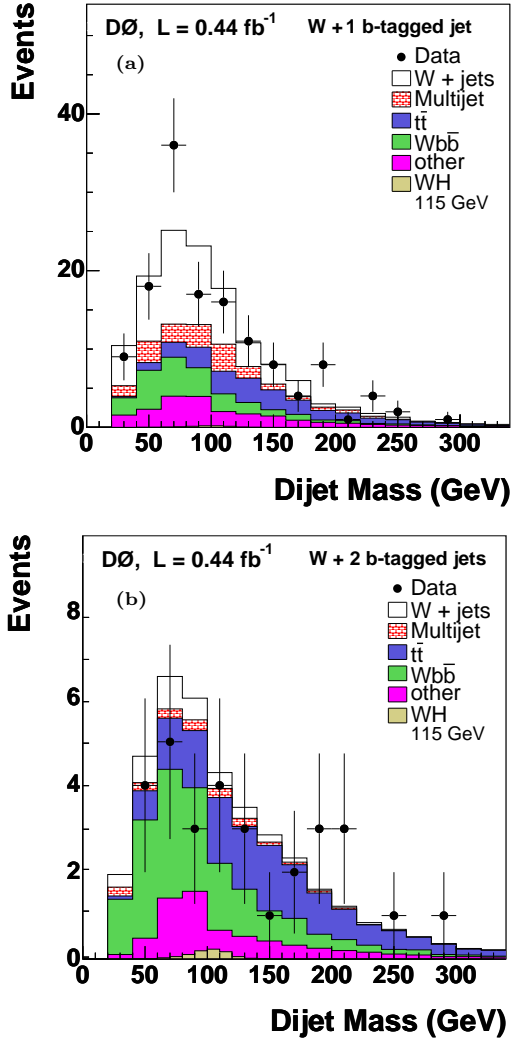 DØ, L = 0.44 fb⁻¹ W + 1 b-tagged jet
(a)
Events
Data
W + jets
Multijet
tt̄
Wbb̄
other
WH
115 GeV
40
20
0
0 50 100 150 200 250 300
Dijet Mass (GeV)
DØ, L = 0.44 fb⁻¹ W + 2 b-tagged jets
(b)
Events
Data
W + jets
Multijet
tt̄
Wbb̄
other
WH
115 GeV
8
6
4
2
0
50 100 150 200 250 300
Dijet Mass (GeV)